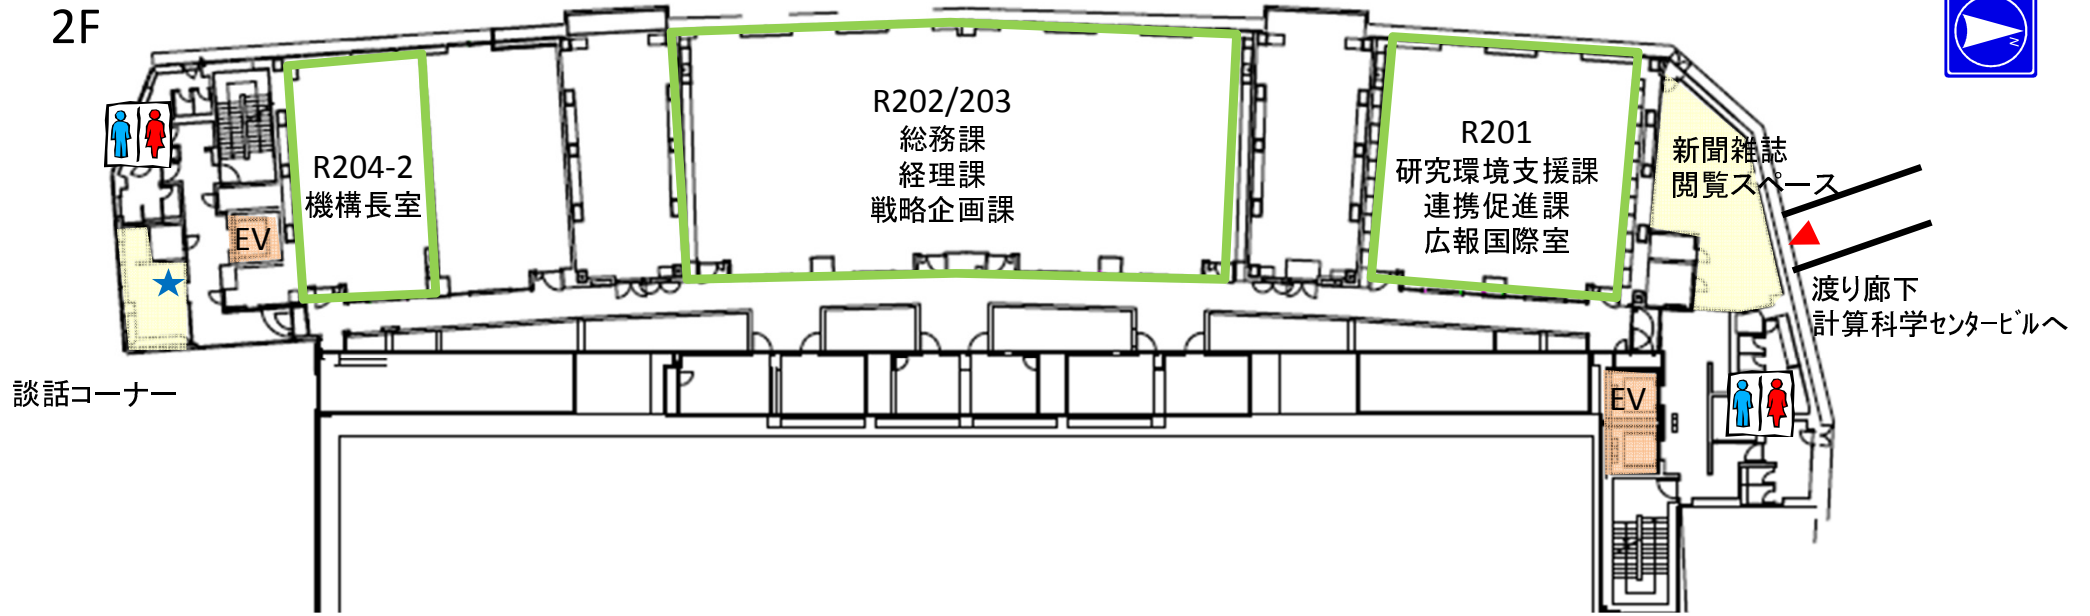 2F
R204-2
機構長室
EV
談話コーナー
R202/203
総務課
経理課
戦略企画課
R201
研究環境支援課
連携促進課
広報国際室
新聞雑誌
閲覧スペース
渡り廊下
計算科学ｾﾝﾀｰﾋﾞﾙへ
EV
N